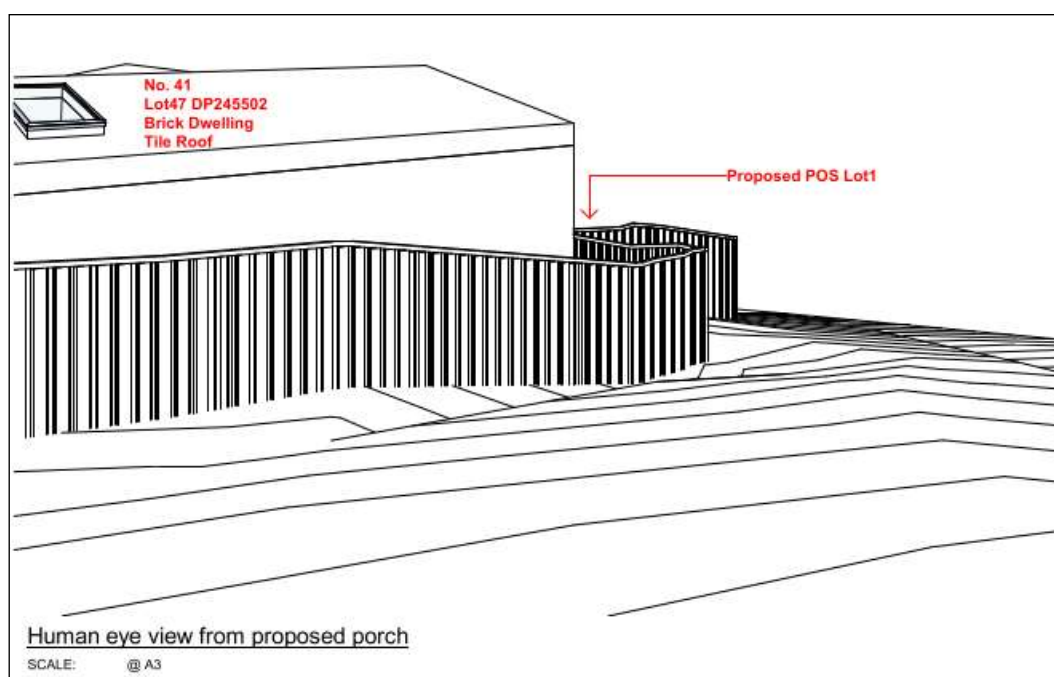 No. 41
Lot47 DP245502
Brick Dwelling
Tile Roof
Proposed POS Lot1
Human eye view from proposed porch
SCALE: @ A3